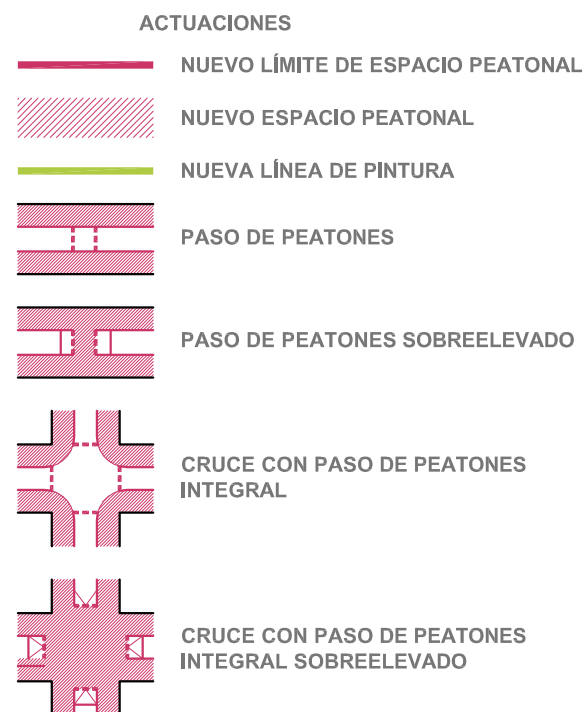 ACTUACIONES
NUEVO LÍMITE DE ESPACIO PEATONAL
NUEVO ESPACIO PEATONAL
NUEVA LÍNEA DE PINTURA
PASO DE PEATONES
PASO DE PEATONES SOBREELEVADO
CRUCE CON PASO DE PEATONES
INTEGRAL
CRUCE CON PASO DE PEATONES
INTEGRAL SOBREELEVADO